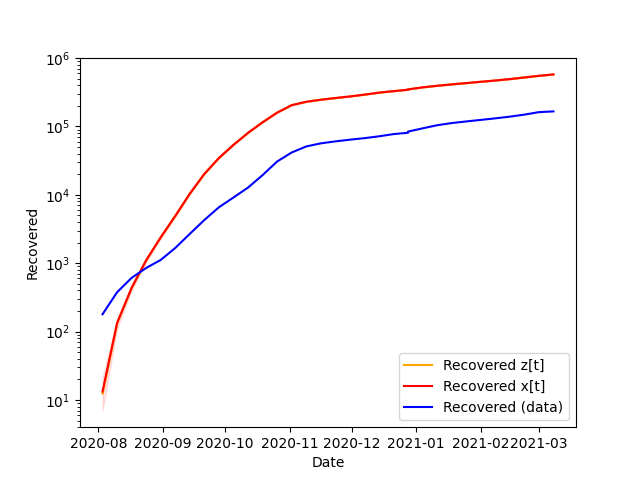 10^6
10^5
10^4
10^3
10^2
10^1
Recovered
Recovered z[t]
Recovered x[t]
Recovered (data)
2020-08 2020-09 2020-10 2020-11 2020-12 2021-01 2021-02 2021-03
Date